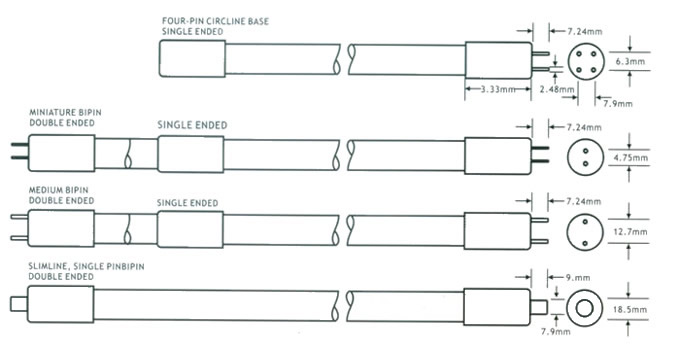 FOUR-PIN CIRCLINE BASE
SINGLE ENDED
7.24mm
6.3mm
3.33mm
2.48mm
7.9mm
MINIATURE BIPIN
DOUBLE ENDED
SINGLE ENDED
7.24mm
4.75mm
MEDIUM BIPIN
DOUBLE ENDED
SINGLE ENDED
7.24mm
12.7mm
SLIMLINE, SINGLE PINBIPIN
DOUBLE ENDED
9.mm
18.5mm
7.9mm